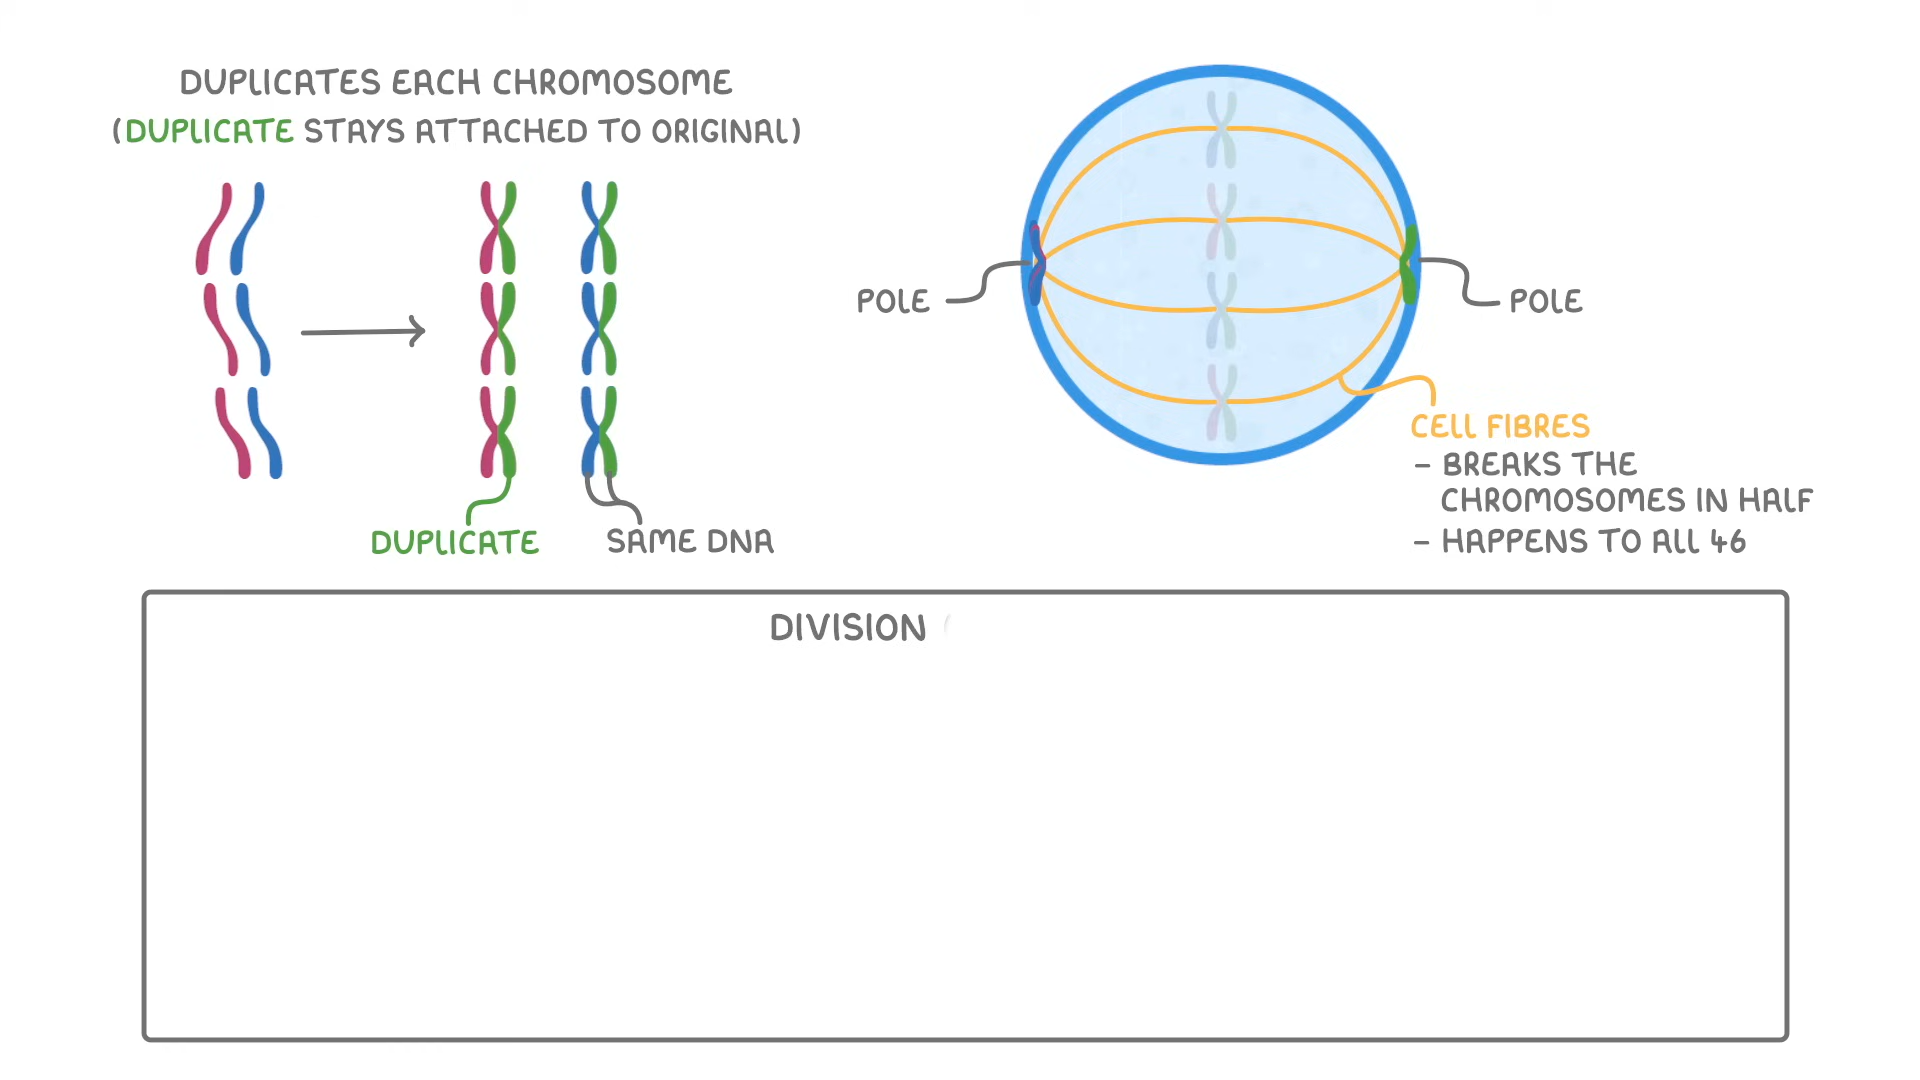 DUPLICATES EACH CHROMOSOME
(DUPLICATE STAYS ATTACHED TO ORIGINAL)
DUPLICATE
SAME DNA
POLE
POLE
CELL FIBRES
- BREAKS THE
CHROMOSOMES IN HALF
- HAPPENS TO ALL 46
DIVISION (